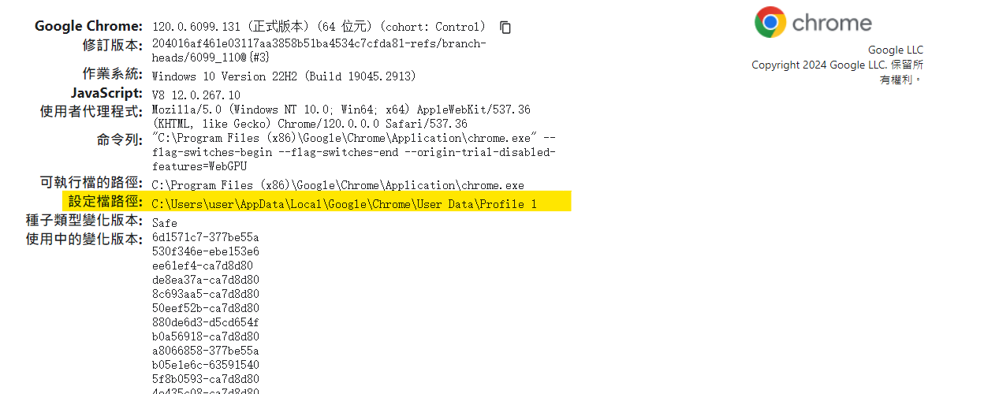 Google Chrome: 120.0.6099.131 (正式版本) (64 位元) (cohort: Control)
修訂版本: 204016af461e03117aa3858b51ba4534c7cfda81-refs/branch-
heads/6099_110@{#3}
作業系統: Windows 10 Version 22H2 (Build 19045.2913)
JavaScript: V8 12.0.267.10
使用者代理程式: Mozilla/5.0 (Windows NT 10.0; Win64; x64) AppleWebKit/537.36
(KHTML, like Gecko) Chrome/120.0.0.0 Safari/537.36
命令列: "C:\Program Files (x86)\Google\Chrome\Application\chrome.exe" --
flag-switches-begin --flag-switches-end --origin-trial-disabled-
features=WebGPU
可執行檔的路徑: C:\Program Files (x86)\Google\Chrome\Application\chrome.exe
設定檔路徑: C:\Users\user\AppData\Local\Google\Chrome\User Data\Profile 1
種子類型變化版本: Safe
使用中的變化版本: 6d1571c7-377be55a
530f346e-ebe153e6
ee61ef4-ca7d8d80
de8ea37a-ca7d8d80
8c693aa5-ca7d8d80
50eef52b-ca7d8d80
880de6d3-d5cd654f
b0a56918-ca7d8d80
a8066858-377be55a
b05e1e6c-63591540
5f8b0593-ca7d8d80
chrome
Google LLC
Copyright 2024 Google LLC. 保留所
有權利。